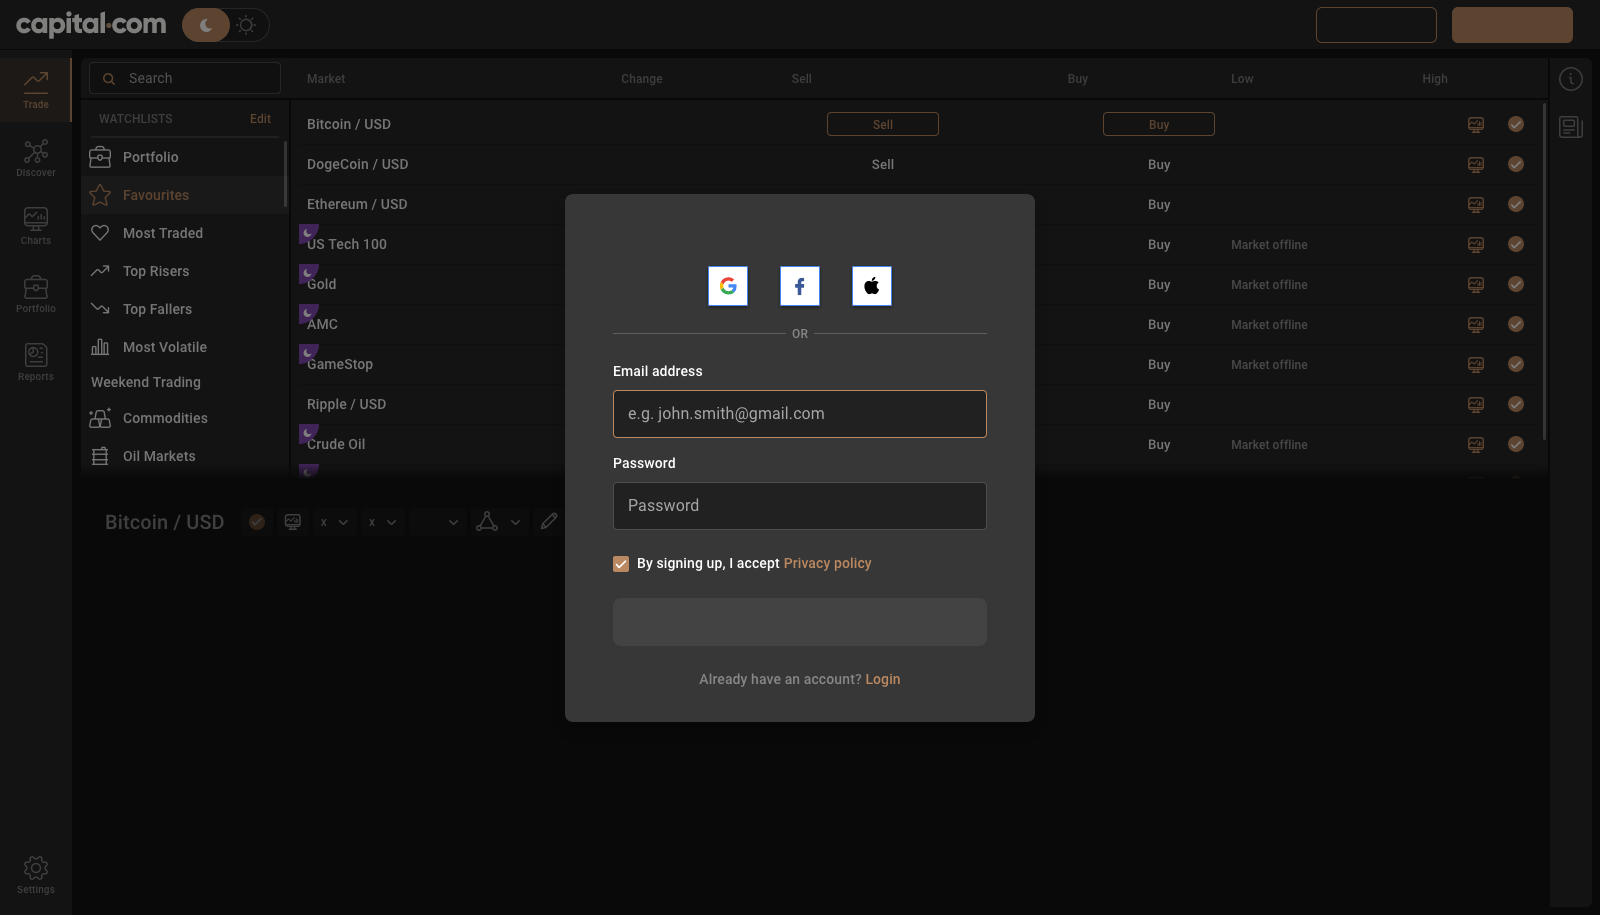 capital.com
Trade
Discover
Charts
Portfolio
Reports
Settings
Search
WATCHLISTS Edit
Portfolio
Favourites
Most Traded
Top Risers
Top Fallers
Most Volatile
Weekend Trading
Commodities
Oil Markets
Market Change Sell Buy Low High
Bitcoin / USD Sell Buy
DogeCoin / USD Sell Buy
Ethereum / USD Buy
US Tech 100 Buy Market offline
Gold Buy Market offline
AMC Buy Market offline
GameStop Buy Market offline
Ripple / USD Buy
Crude Oil Buy Market offline
Bitcoin / USD x x
OR
Email address
e.g. john.smith@gmail.com
Password
Password
By signing up, I accept Privacy policy
Already have an account? Login